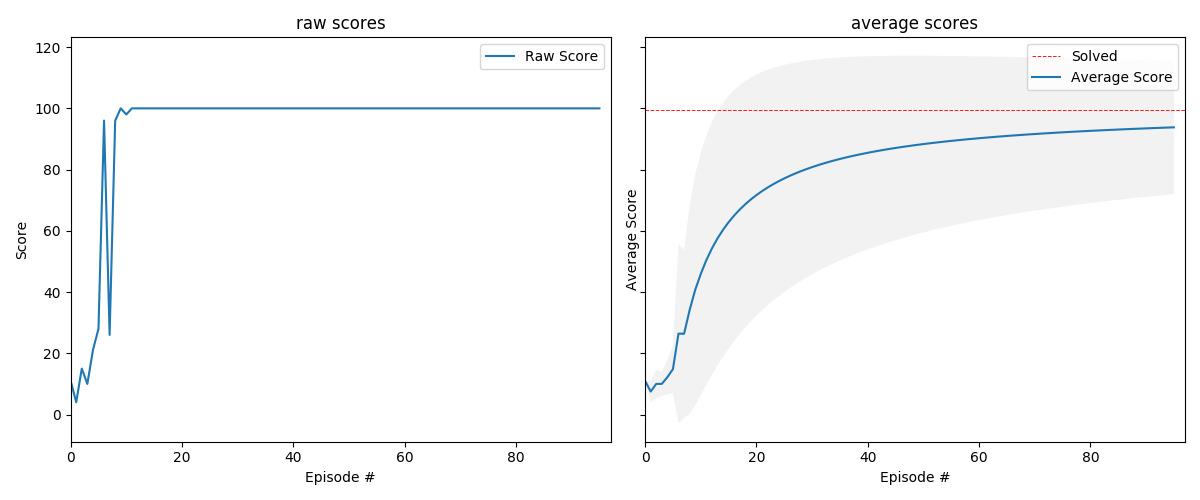 raw scores
Raw Score
120
100
80
60
40
20
0
Score
0 20 40 60 80
Episode #
average scores
Solved
Average Score
Average Score
0 20 40 60 80
Episode #